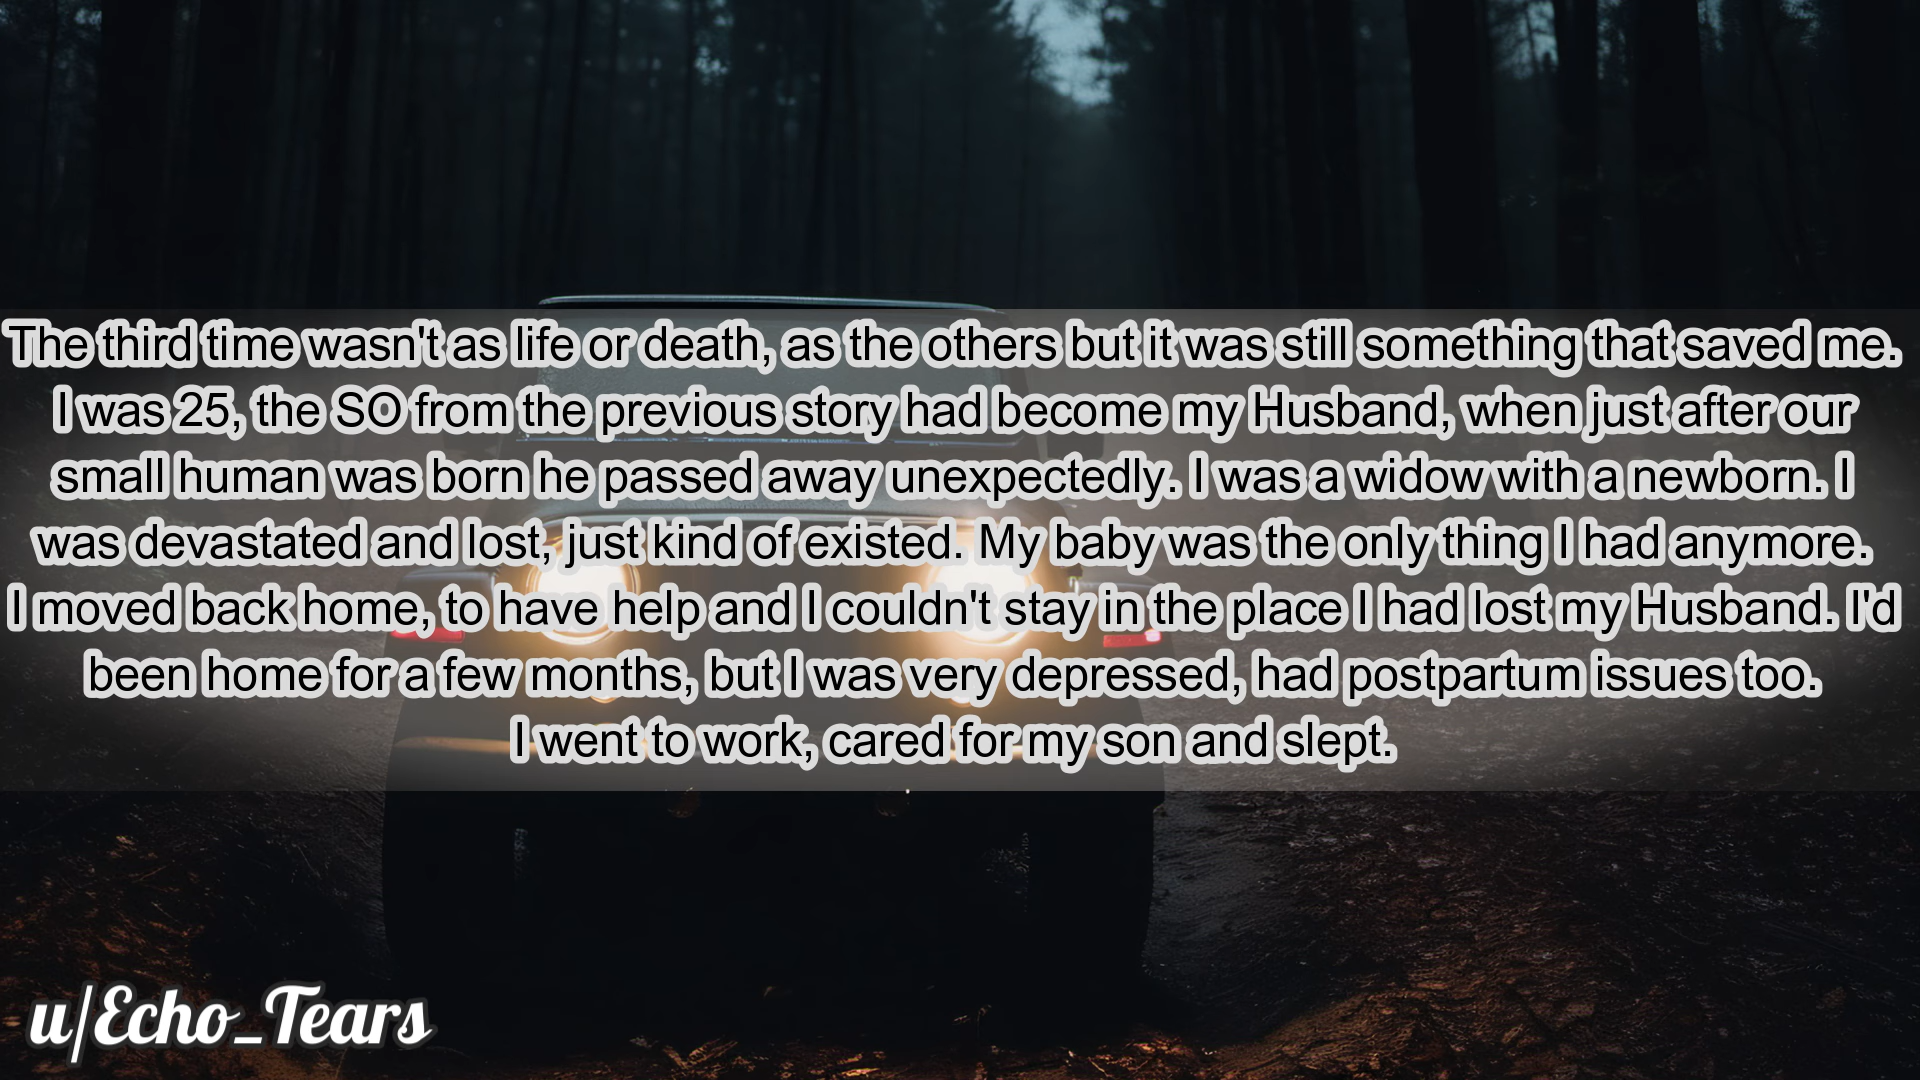 The third time wasn't as life or death, as the others but it was still something that saved me.
I was 25, the SO from the previous story had become my Husband, when just after our
small human was born he passed away unexpectedly. I was a widow with a newborn. I
was devastated and lost, just kind of existed. My baby was the only thing I had anymore.
I moved back home, to have help and I couldn't stay in the place I had lost my Husband. I'd
been home for a few months, but I was very depressed, had postpartum issues too.
I went to work, cared for my son and slept.
u/Echo_Tears